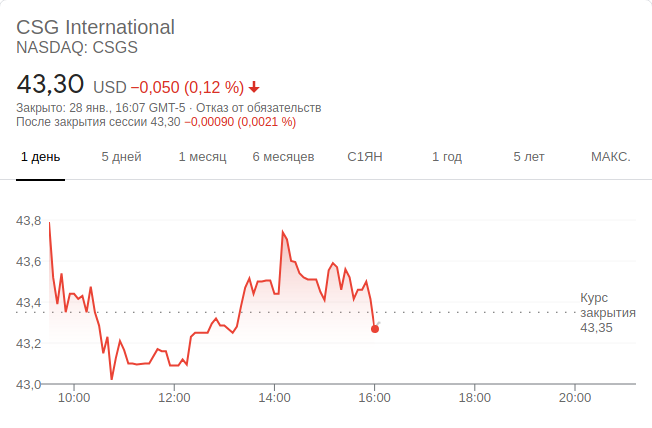 CSG International
NASDAQ: CSGS
43,30 USD −0,050 (0,12 %)
Закрыто: 28 янв., 16:07 GMT-5 · Отказ от обязательств
После закрытия сессии 43,30 −0,00090 (0,0021 %)
1 день 5 дней 1 месяц 6 месяцев С1ЯН 1 год 5 лет МАКС.
43,8
43,6
43,4
43,2
43,0
Курс
закрытия
43,35
10:00 12:00 14:00 16:00 18:00 20:00